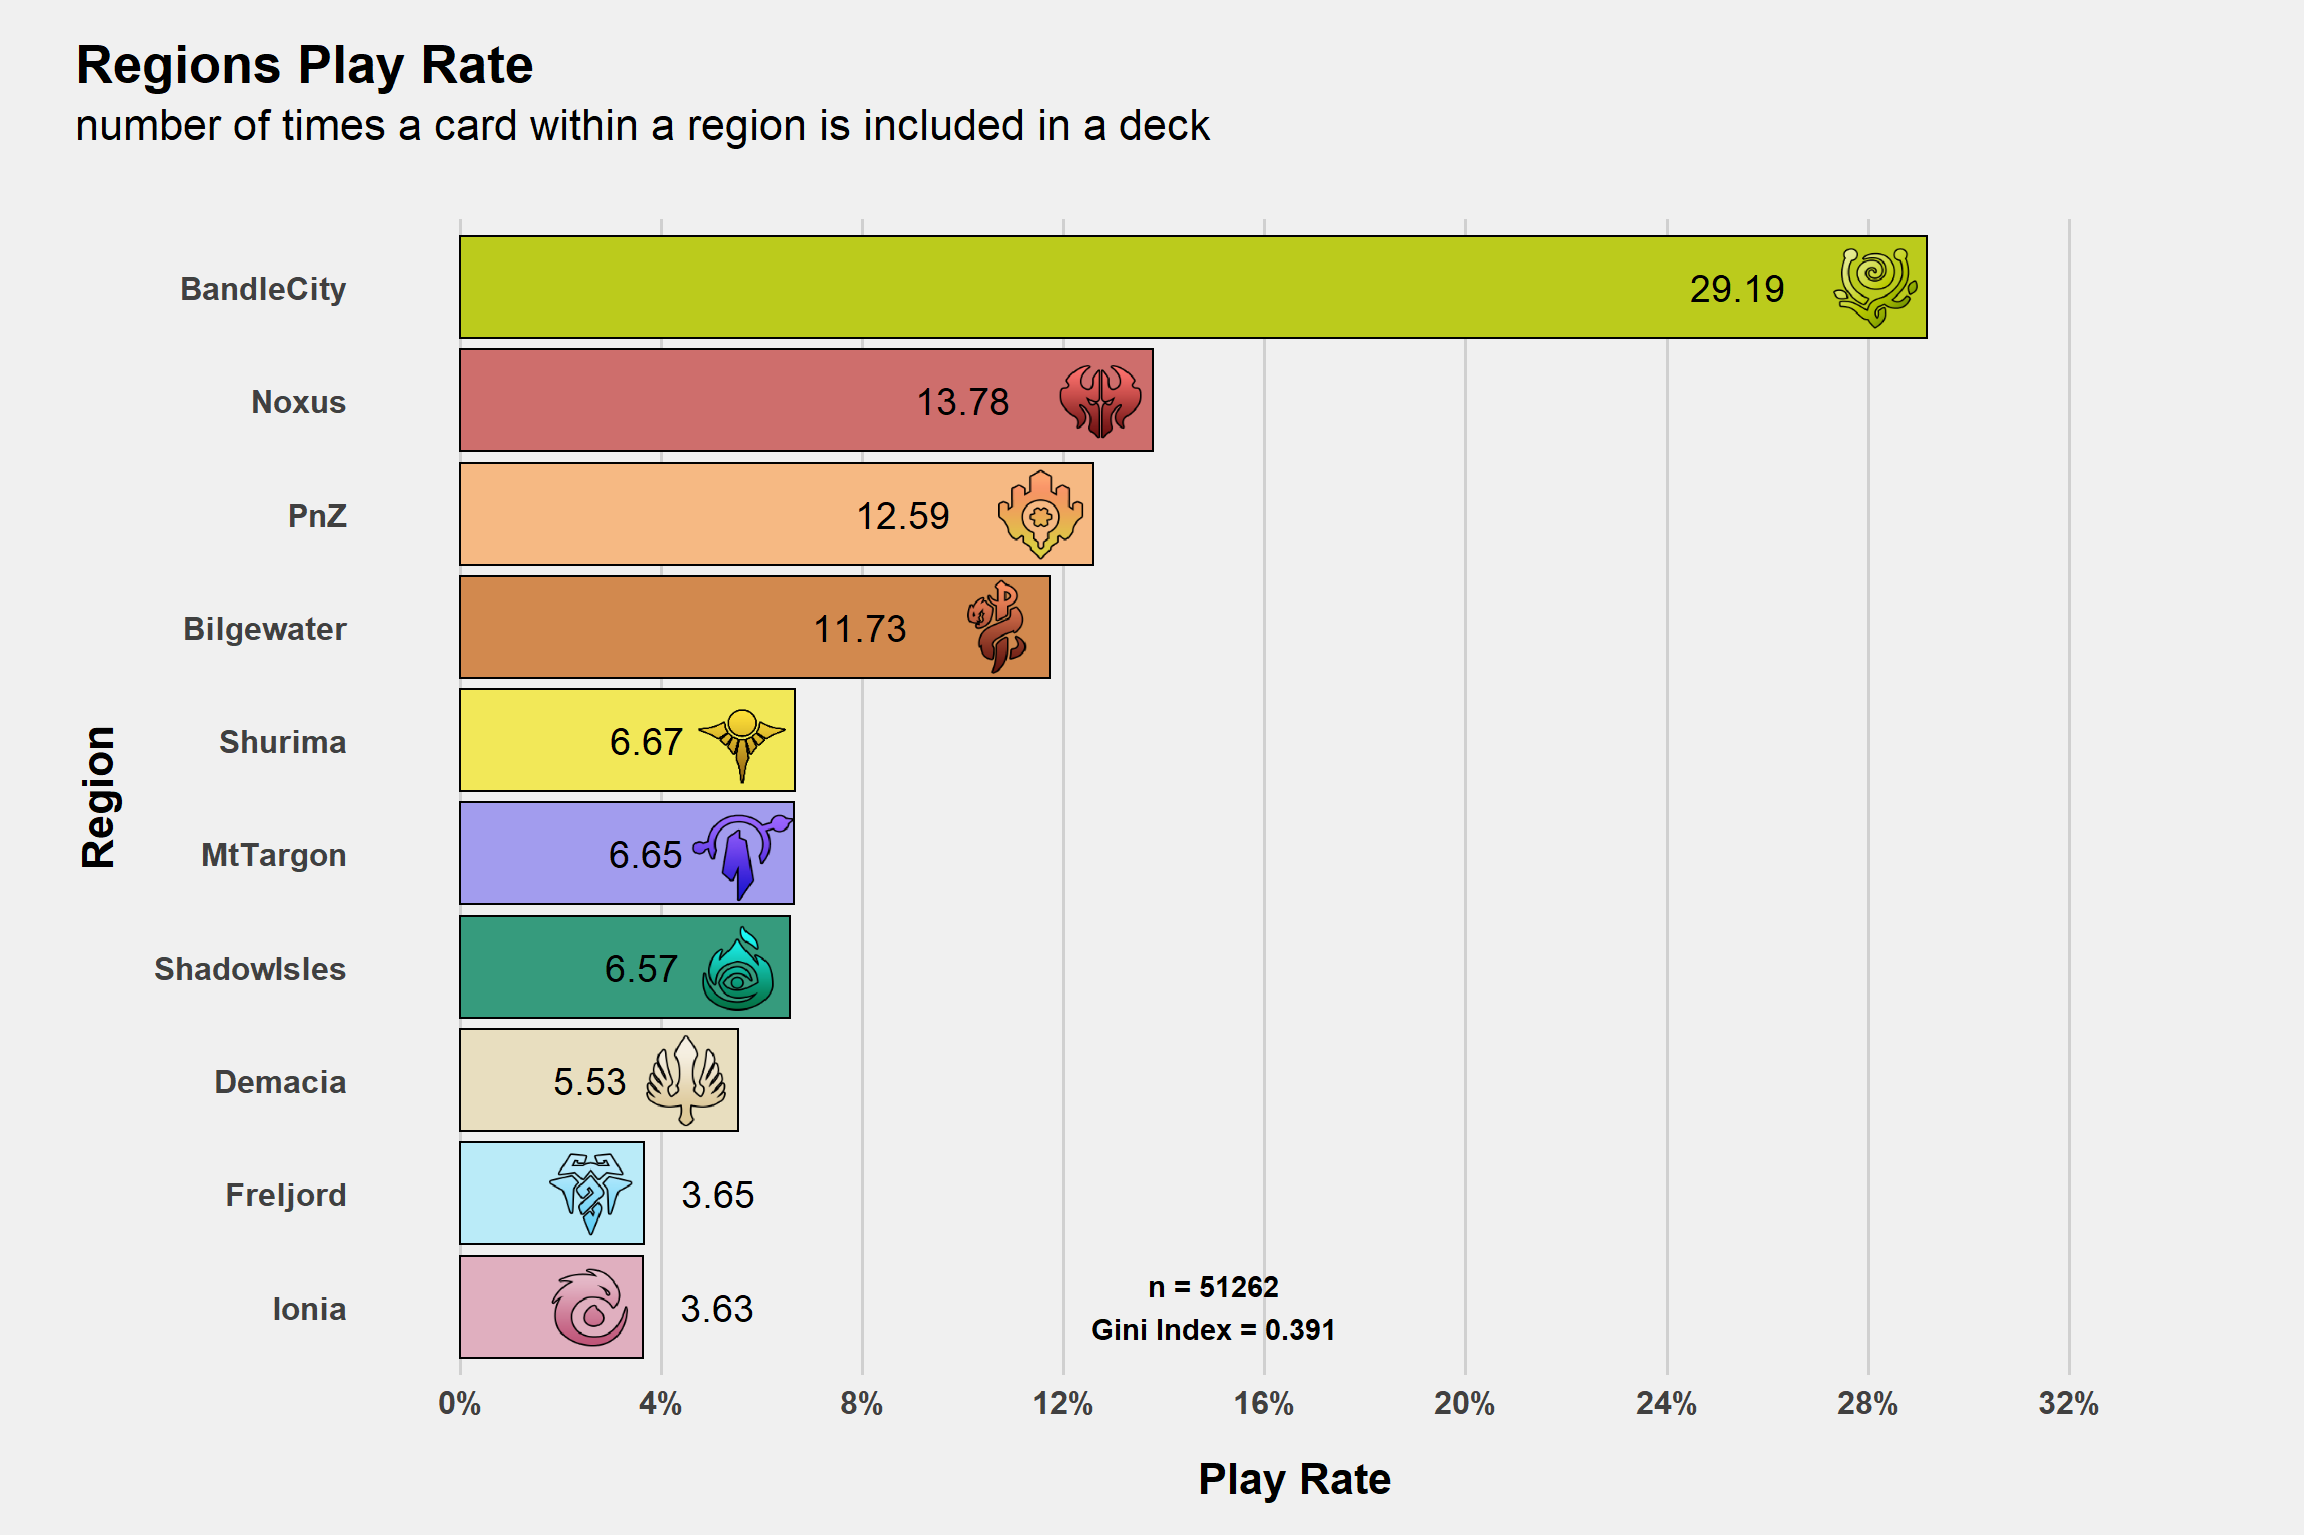 Regions Play Rate
number of times a card within a region is included in a deck
Region
BandleCity 29.19
Noxus 13.78
PnZ 12.59
Bilgewater 11.73
Shurima 6.67
MtTargon 6.65
ShadowIsles 6.57
Demacia 5.53
Freljord 3.65
Ionia 3.63
n = 51262
Gini Index = 0.391
0% 4% 8% 12% 16% 20% 24% 28% 32%
Play Rate